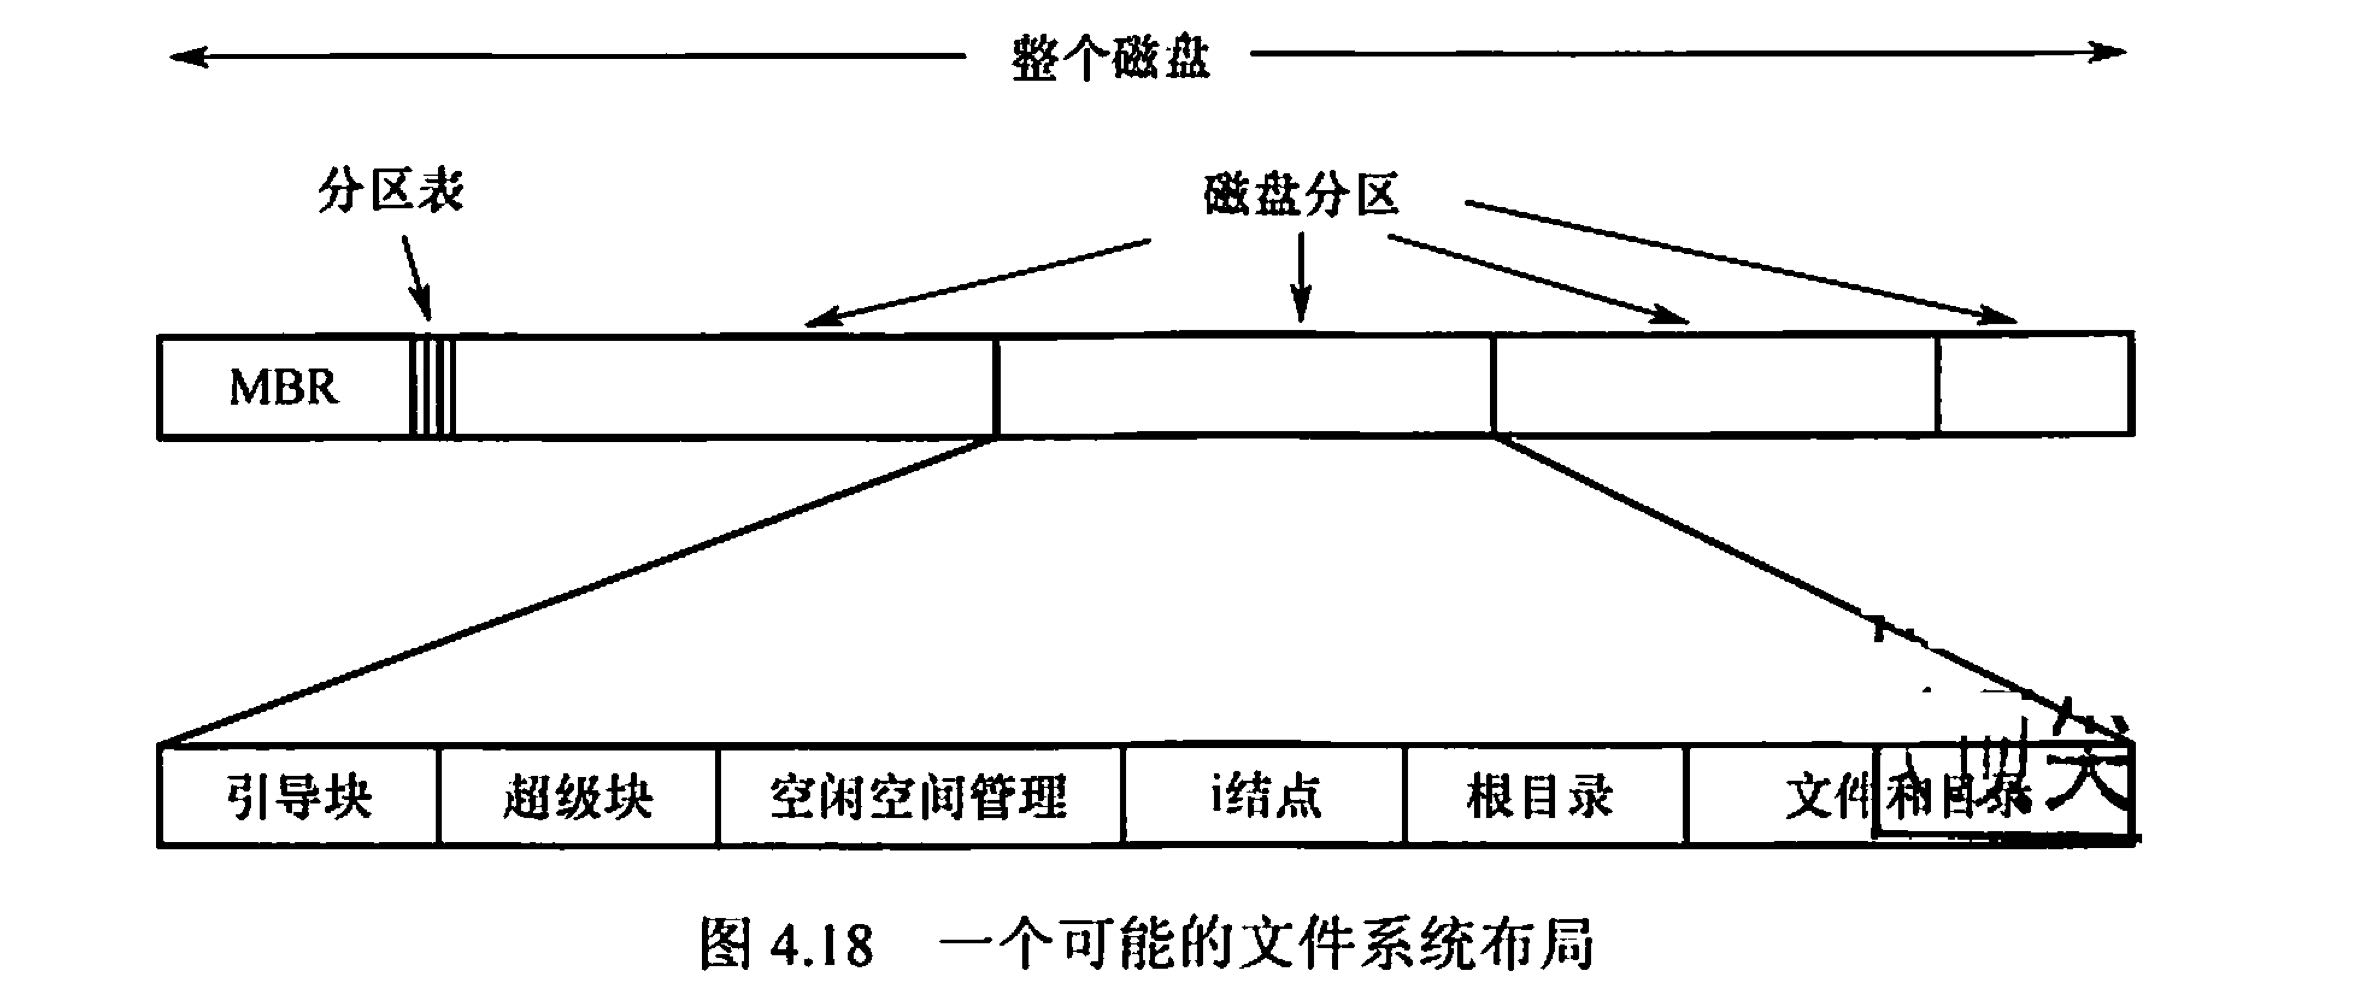 整个磁盘
分区表
磁盘分区
MBR
引导块
超级块
空闲空间管理
i结点
根目录
文件和目录
图 4.18 一个可能的文件系统布局